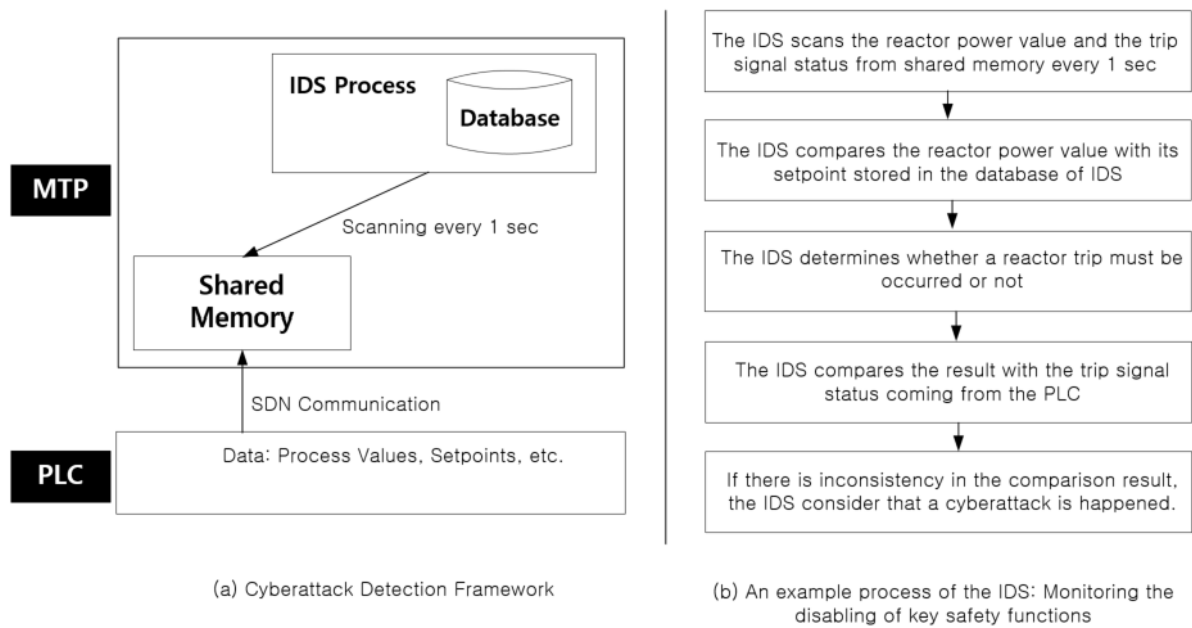 IDS Process
Database
MTP
Scanning every 1 sec
Shared
Memory
SDN Communication
PLC
Data: Process Values, Setpoints, etc.
(a) Cyberattack Detection Framework
The IDS scans the reactor power value and the trip
signal status from shared memory every 1 sec
The IDS compares the reactor power value with its
setpoint stored in the database of IDS
The IDS determines whether a reactor trip must be
occurred or not
The IDS compares the result with the trip signal
status coming from the PLC
If there is inconsistency in the comparison result,
the IDS consider that a cyberattack is happened.
(b) An example process of the IDS: Monitoring the
disabling of key safety functions